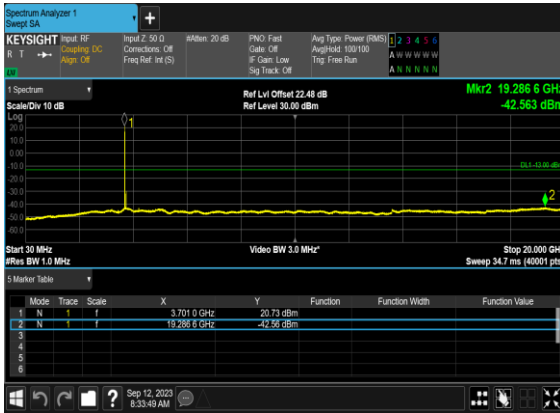 Spectrum Analyzer 1
Swept SA
+
KEYSIGHT Input: RF Input Z: 50 Ω #Atten: 20 dB PNO: Fast Avg Type: Power (RMS) 1 2 3 4 5 6
R T Coupling: DC Corrections: Off Gate: Off Avg|Hold: 100/100 A W W W W W
Align: Off Freq Ref: Int (S) IF Gain: Low Trig: Free Run
Sig Track: Off A N N N N N
1 Spectrum Ref Lvl Offset 22.48 dB Mkr2 19.286 6 GHz
Scale/Div 10 dB Ref Level 30.00 dBm -42.563 dBm
Log
20.0
10.0
0.00
-10.0
-20.0
-30.0
-40.0
-50.0
-60.0
1
DL1 -13.00 dBm
2
Start 30 MHz Video BW 3.0 MHz* Stop 20.000 GHz
#Res BW 1.0 MHz Sweep 34.7 ms (40001 pts)
5 Marker Table
Mode Trace Scale X Y Function Function Width Function Value
1 N 1 f 3.701 0 GHz 20.73 dBm
2 N 1 f 19.286 6 GHz -42.56 dBm
3
4
5
6
? Sep 12, 2023
8:33:49 AM